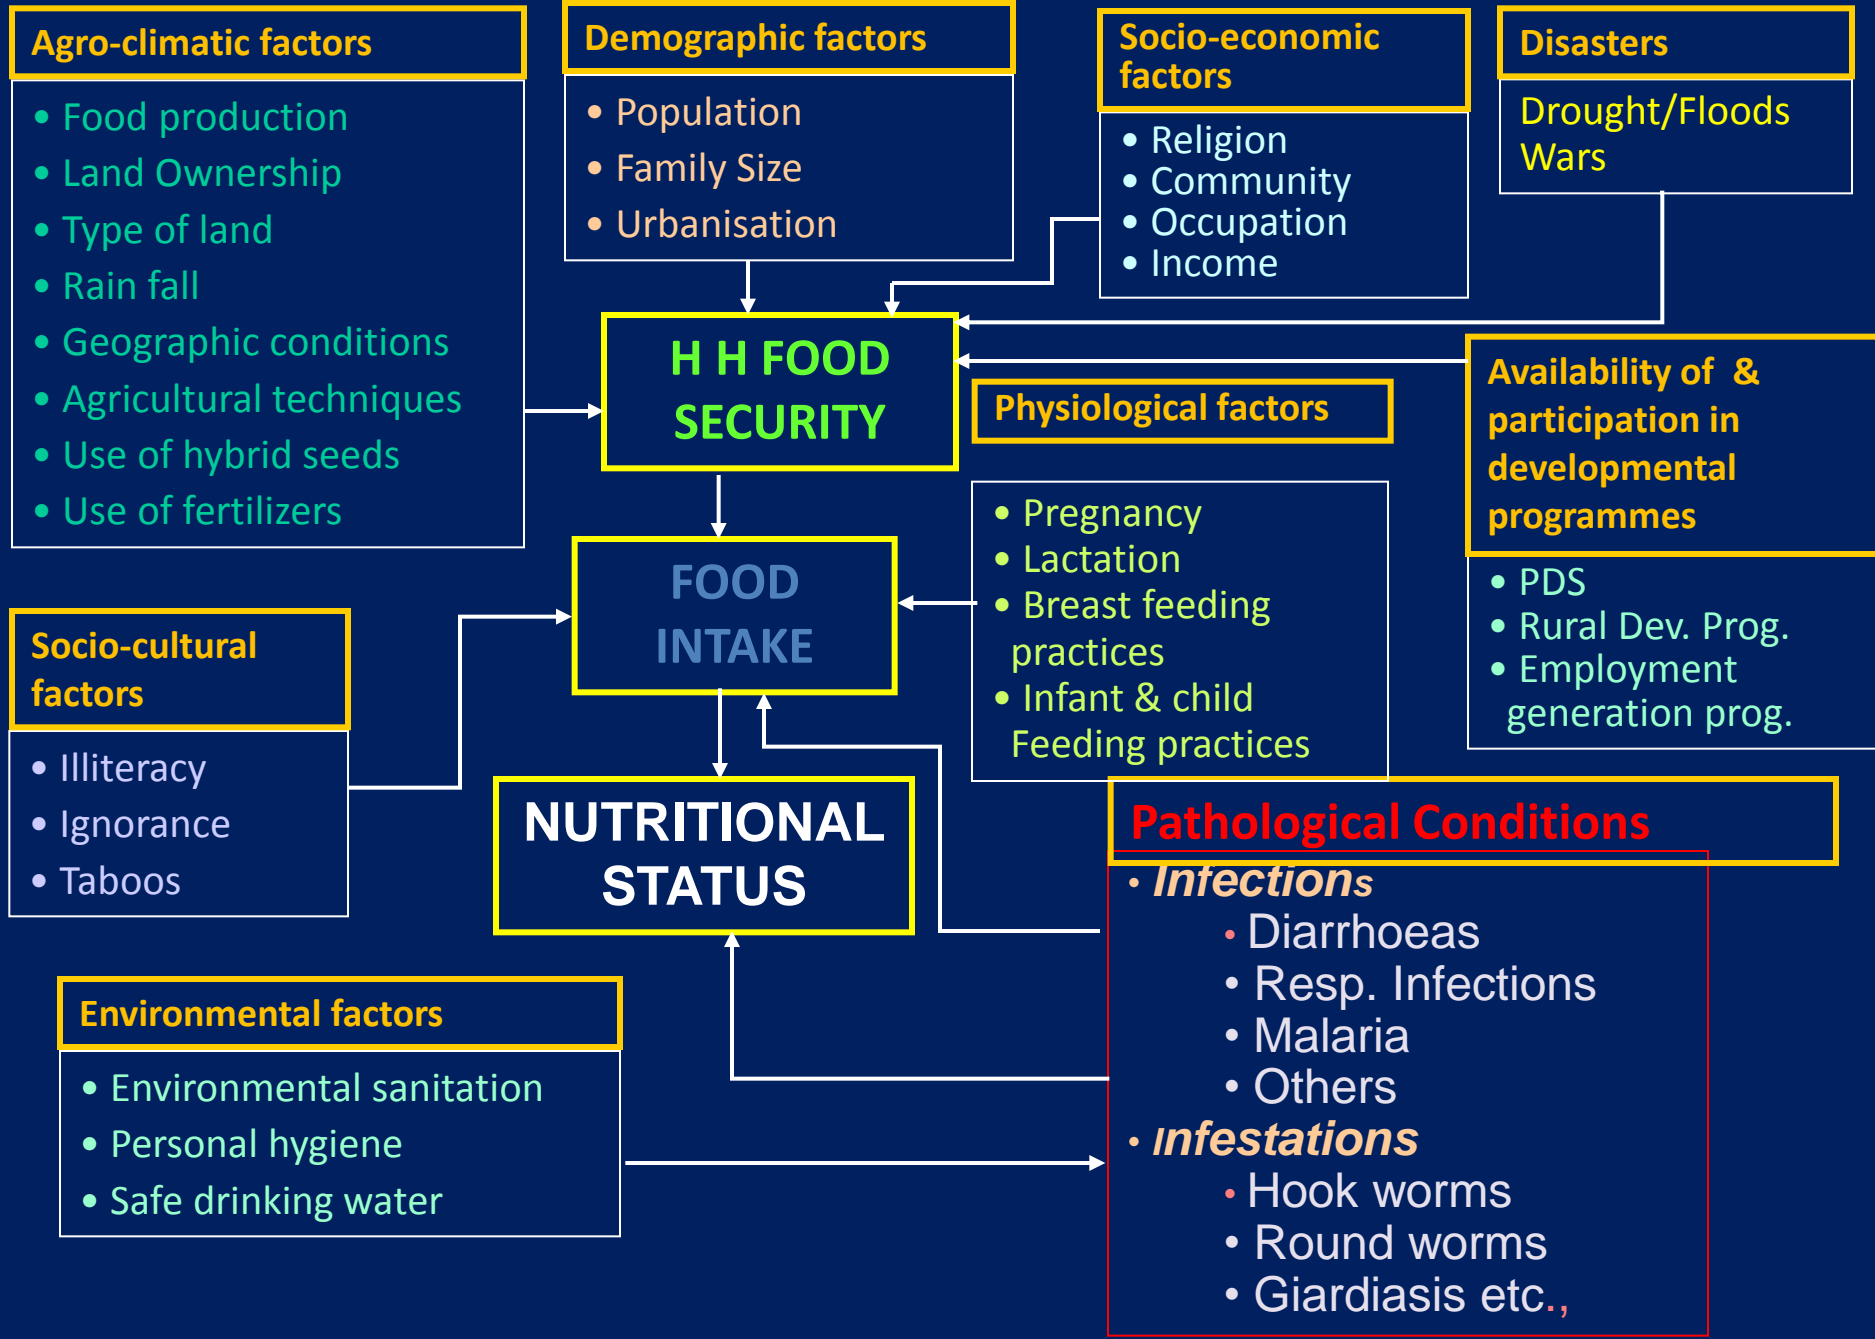 Agro-climatic factors
• Food production
• Land Ownership
• Type of land
• Rain fall
• Geographic conditions
• Agricultural techniques
• Use of hybrid seeds
• Use of fertilizers
Demographic factors
• Population
• Family Size
• Urbanisation
Socio-economic
factors
• Religion
• Community
• Occupation
• Income
Disasters
Drought/Floods
Wars
H H FOOD
SECURITY
Physiological factors
• Pregnancy
• Lactation
• Breast feeding
practices
• Infant & child
Feeding practices
Availability of &
participation in
developmental
programmes
• PDS
• Rural Dev. Prog.
• Employment
generation prog.
FOOD
INTAKE
Socio-cultural
factors
• Illiteracy
• Ignorance
• Taboos
NUTRITIONAL
STATUS
Pathological Conditions
• Infections
• Diarrhoeas
• Resp. Infections
• Malaria
• Others
• Infestations
• Hook worms
• Round worms
• Giardiasis etc.,
Environmental factors
• Environmental sanitation
• Personal hygiene
• Safe drinking water